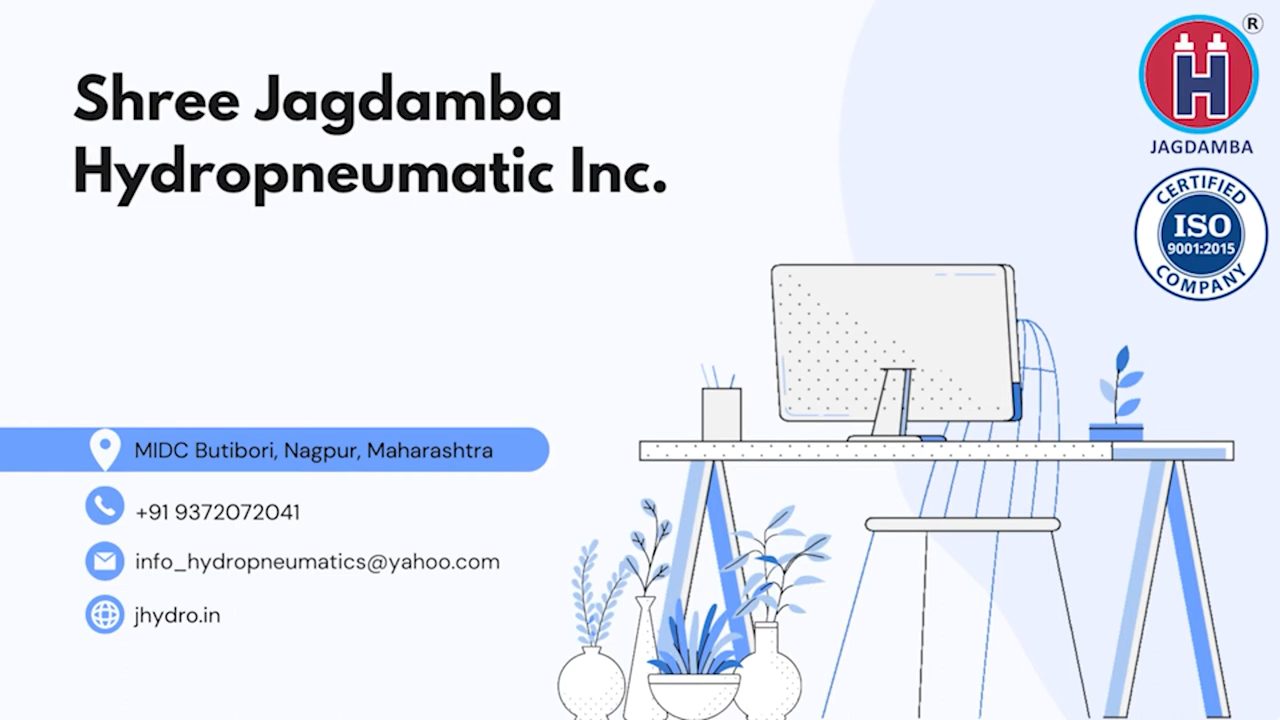 Shree Jagdamba
Hydropneumatic Inc.
®
H
JAGDAMBA
CERTIFIED
ISO
9001:2015
COMPANY
MIDC Butibori, Nagpur, Maharashtra
+91 9372072041
info_hydropneumatics@yahoo.com
jhydro.in